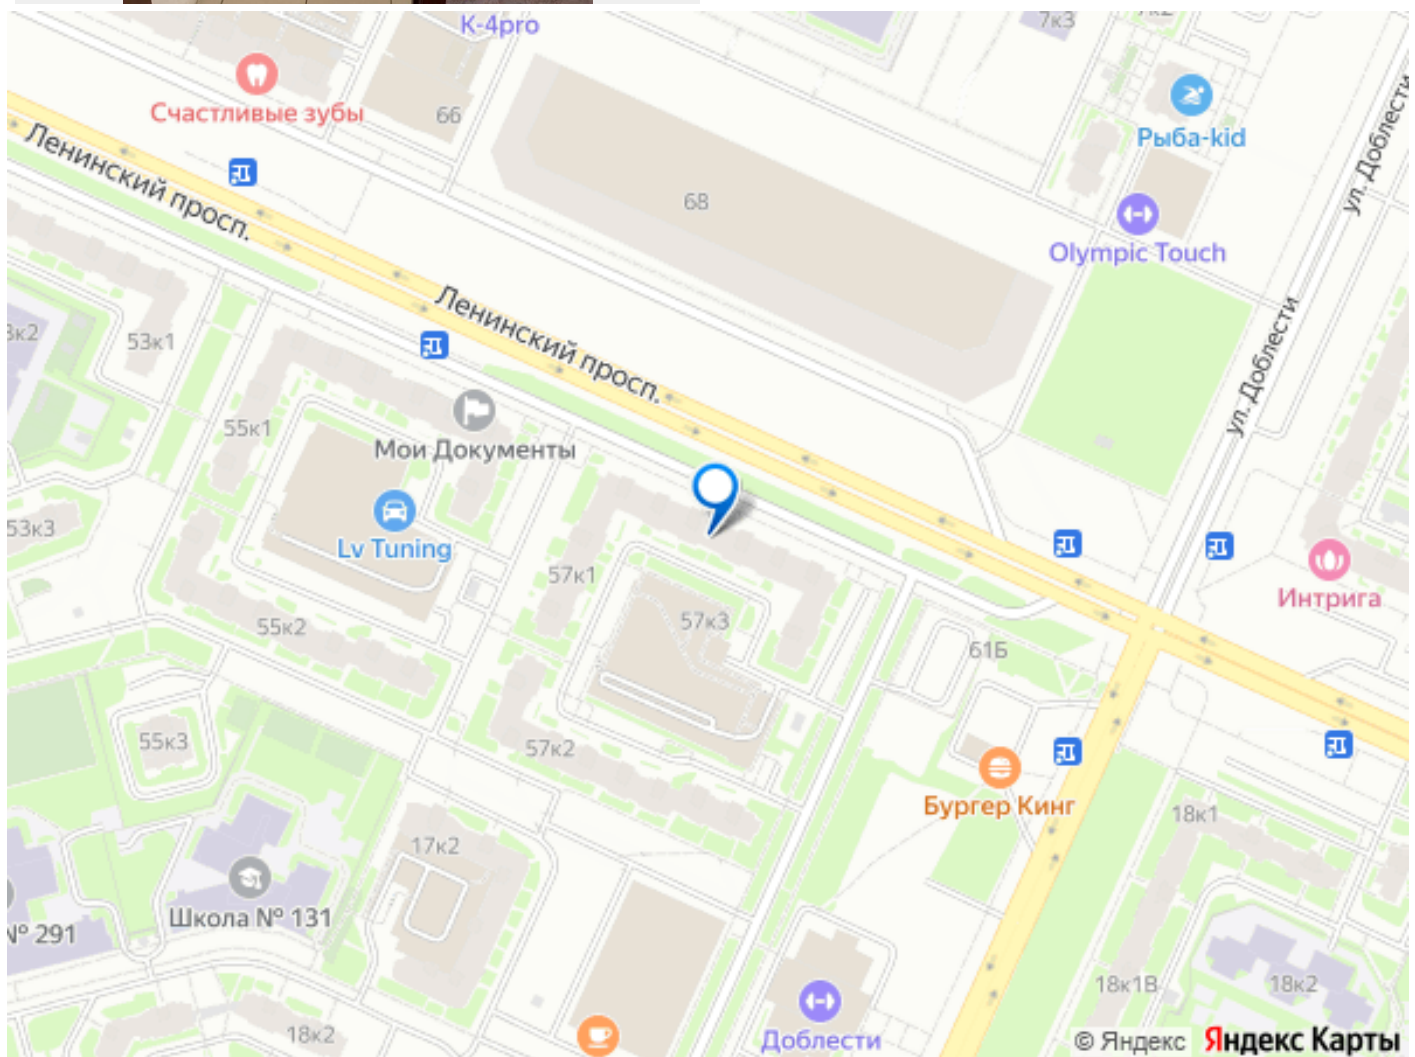 K-4pro
7к3
Счастливые зубы
66
Рыба-kid
ул. Доблести
Ленинский просп.
68
Olympic Touch
Ленинский просп.
ул. Доблести
53к1
55к1
Мои Документы
53к3
Lv Tuning
57к1
57к3
Интрига
55к2
61Б
55к3
57к2
Бургер Кинг
18к1
17к2
Школа № 131
№ 291
18к1В
18к2
18к2
Доблести
© Яндекс Яндекс Карты